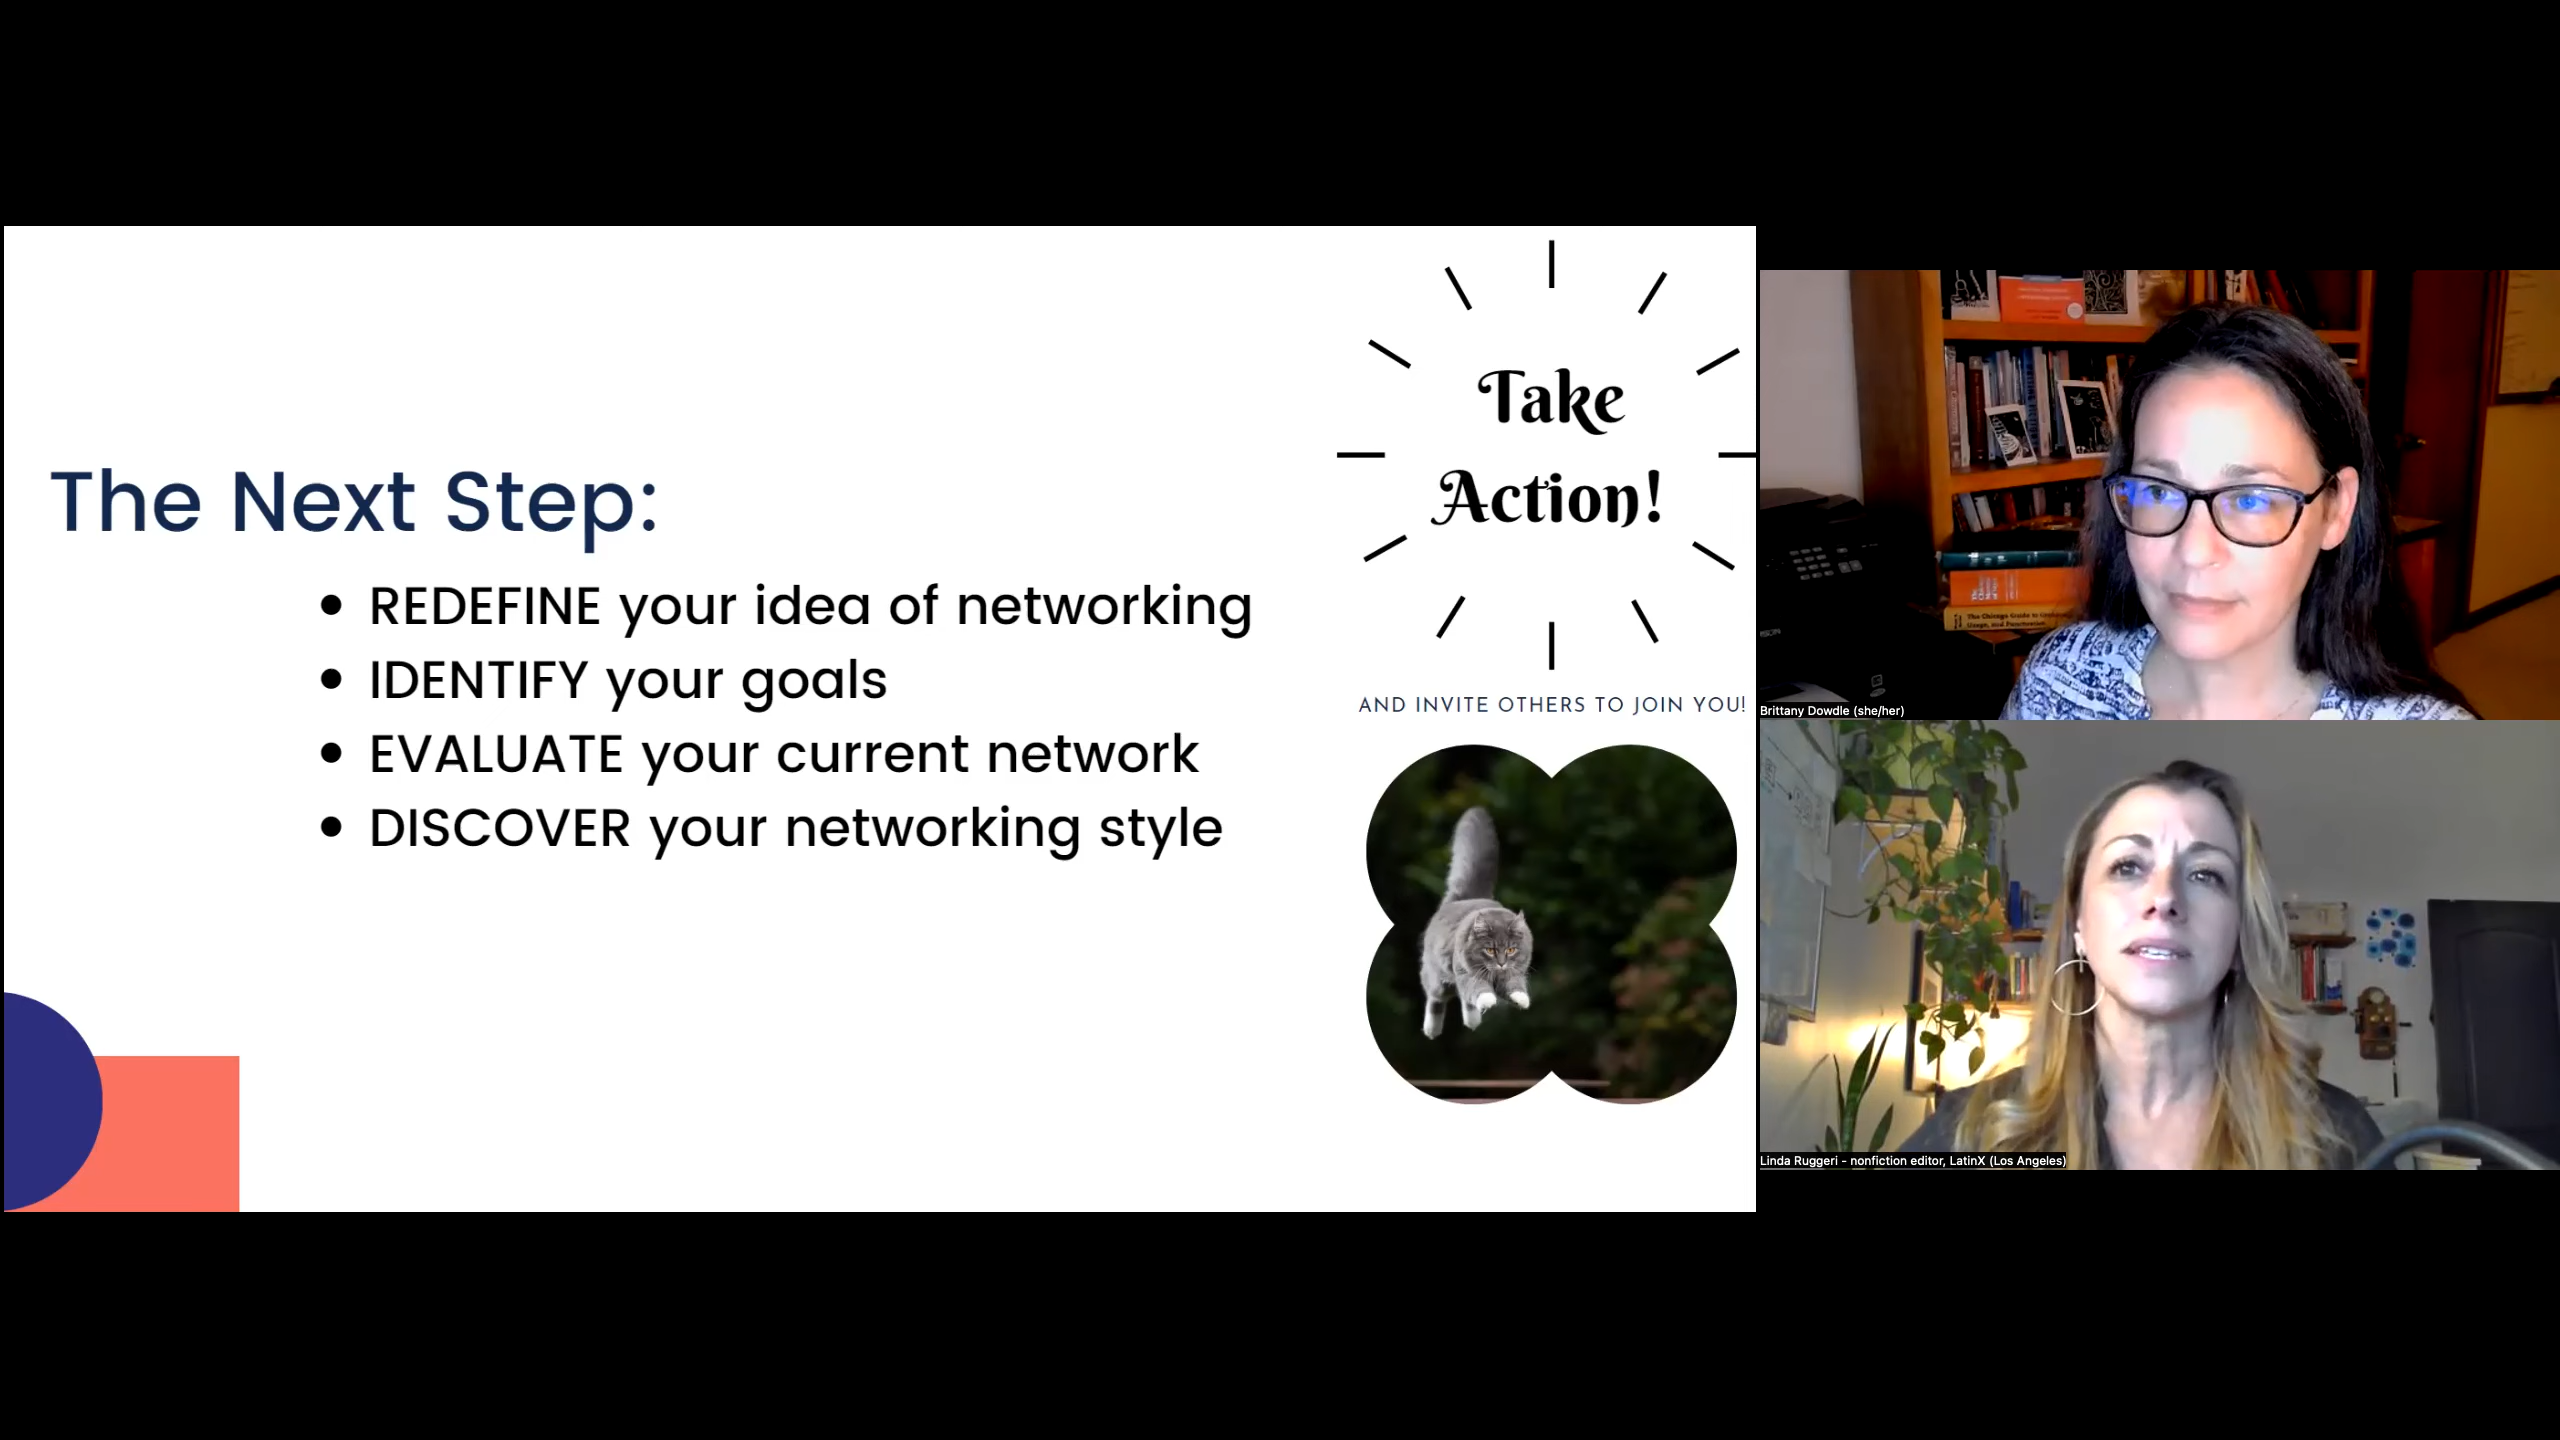 The Next Step:
• REDEFINE your idea of networking
• IDENTIFY your goals
• EVALUATE your current network
• DISCOVER your networking style
Take
Action!
AND INVITE OTHERS TO JOIN YOU!
Brittany Dowdle (she/her)
Linda Ruggeri - nonfiction editor, LatinX (Los Angeles)